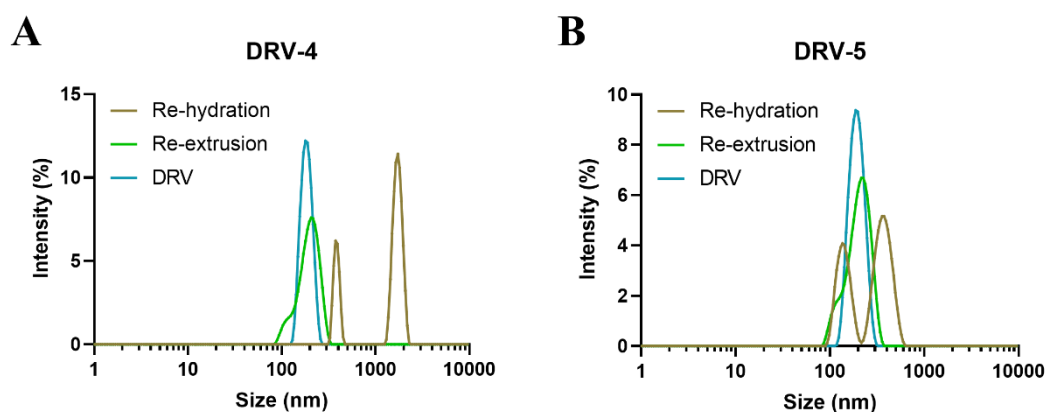 A
DRV-4
Intensity (%)
15
10
5
0
Re-hydration
Re-extrusion
DRV
1 10 100 1000 10000
Size (nm)
B
DRV-5
Intensity (%)
10
8
6
4
2
0
Re-hydration
Re-extrusion
DRV
1 10 100 1000 10000
Size (nm)